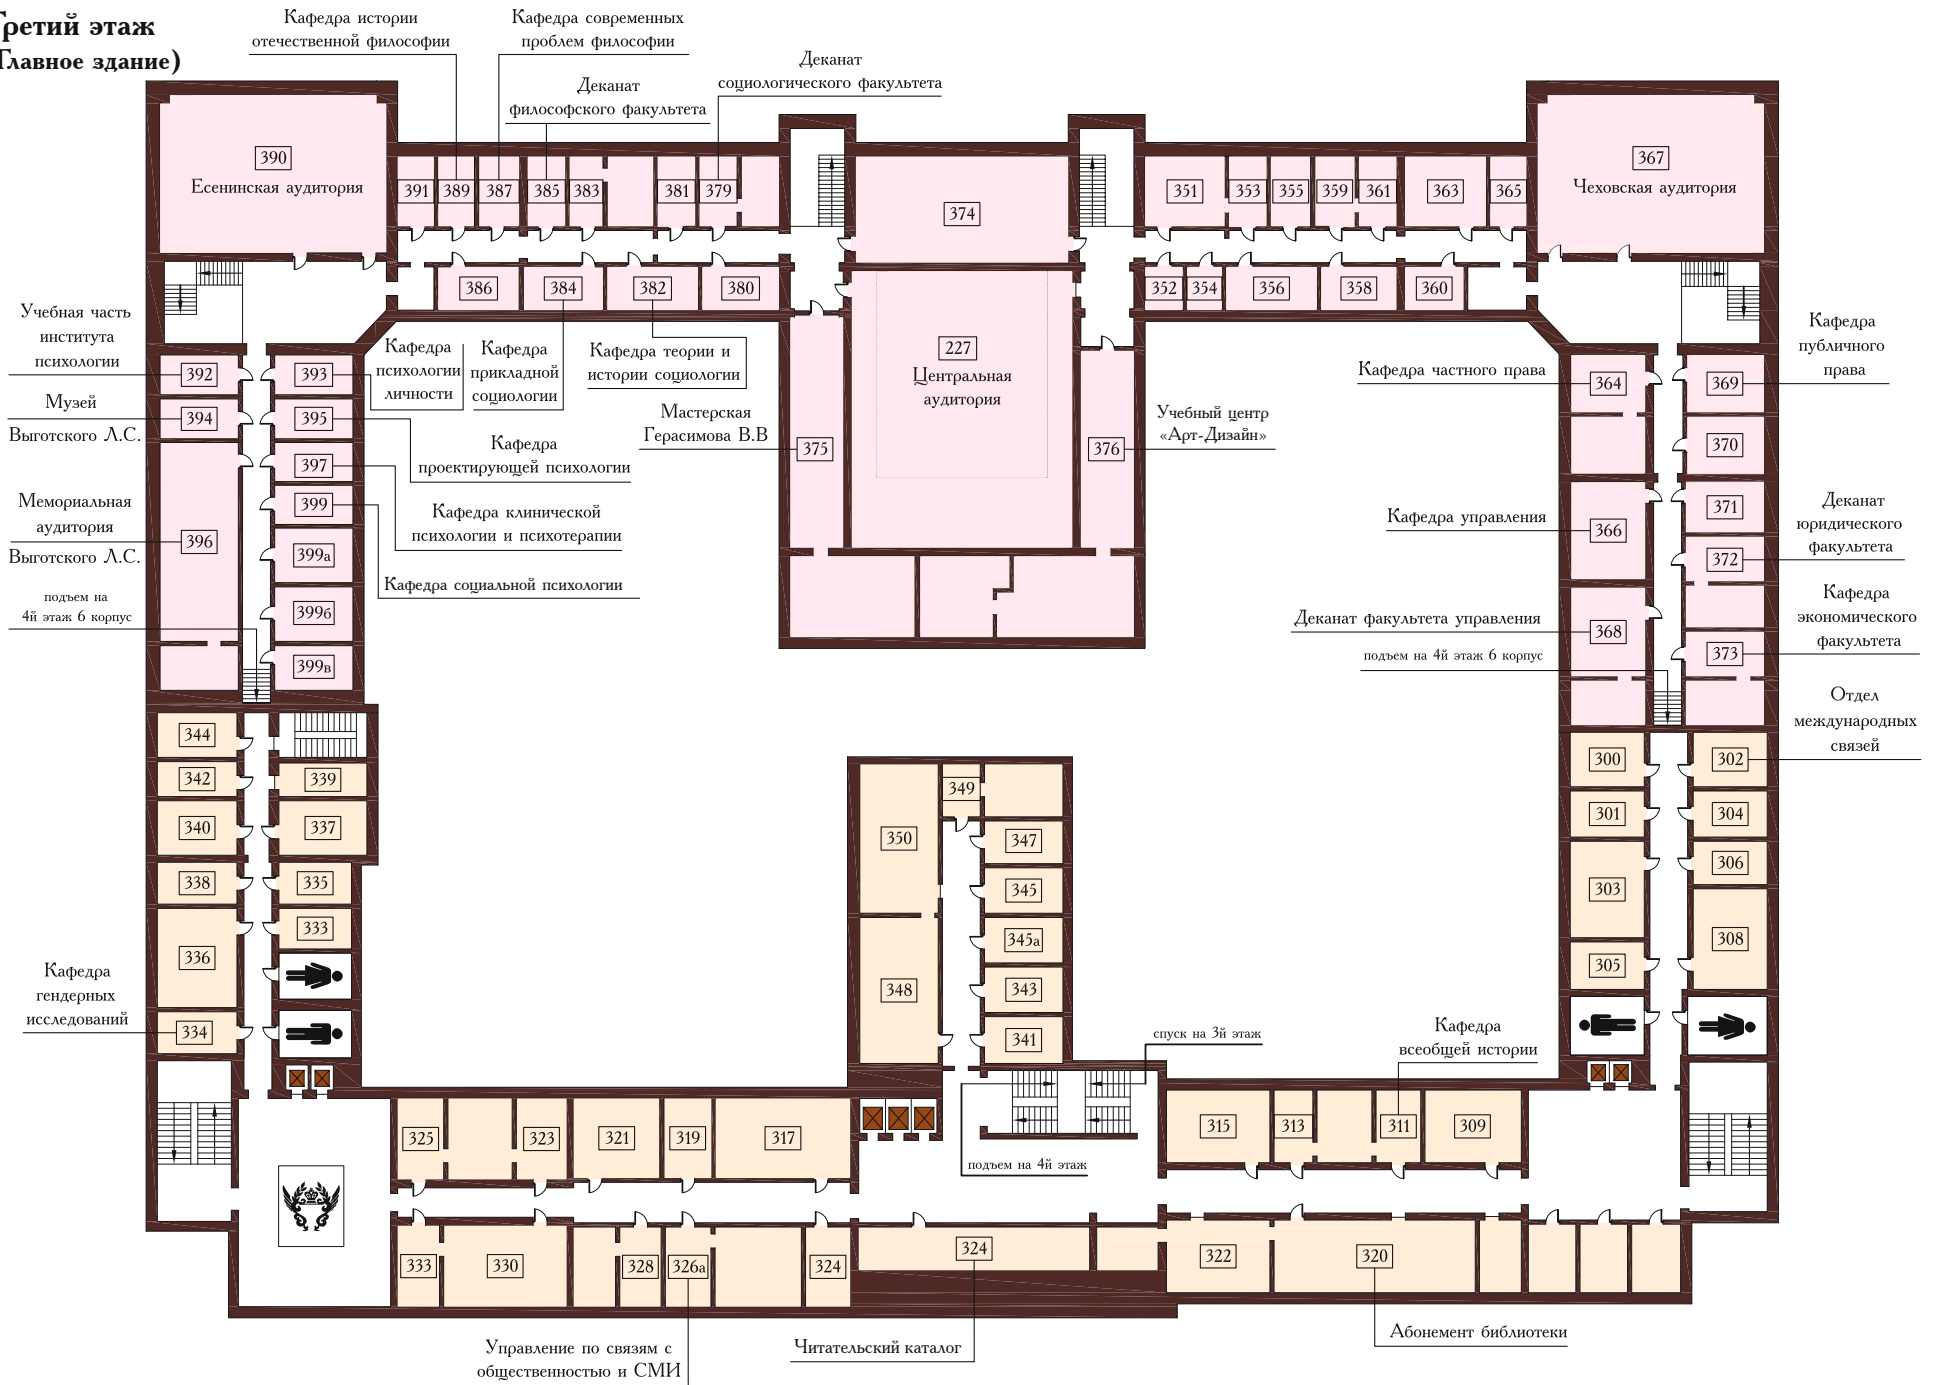 Третий этаж
Главное здание)
Кафедра истории
отечественной философии
Кафедра современных
проблем философии
Деканат
философского факультета
Деканат
социологического факультета
390
Есенинская аудитория
391
389
387
385
383
381
379
374
351
353
355
359
361
363
365
367
Чеховская аудитория
386
384
382
380
352
354
356
358
360
Учебная часть
института
психологии
392
393
Музей
Выготского Л.С.
394
395
397
399
Мемориальная
аудитория
Выготского Л.С.
396
399а
399б
399в
подъем на
4й этаж 6 корпус
Кафедра
психологии
личности
Кафедра
прикладной
социологии
Кафедра теории и
истории социологии
Кафедра
проектирующей психологии
Кафедра клинической
психологии и психотерапии
Кафедра социальной психологии
Мастерская
Герасимова В.В
375
227
Центральная
аудитория
376
Учебный центр
«Арт-Дизайн»
Кафедра частного права
364
369
Кафедра
публичного
права
370
Кафедра управления
366
371
372
Деканат
юридического
факультета
Деканат факультета управления
368
373
Кафедра
экономического
факультета
подъем на 4й этаж 6 корпус
Отдел
международных
связей
344
342
339
340
337
338
335
333
336
Кафедра
гендерных
исследований
334
349
350
347
345
345а
348
343
341
300
302
301
304
306
303
308
305
спуск на 3й этаж
Кафедра
всеобщей истории
подъем на 4й этаж
325
323
321
319
317
315
313
311
309
333
330
328
326а
324
324
322
320
Управление по связям с
общественностью и СМИ
Читательский каталог
Абонемент библиотеки